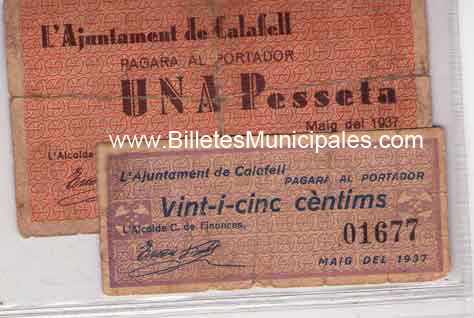 L'Ajuntament de Calafell
PAGARA AL PORTADOR
UNA Pesseta
Maig del 1937
www.BilletesMunicipales.com
L'Alcalde
L'Ajuntament de Calafell
PAGARA AL PORTADOR
Vint-i-cinc cèntims
L'Alcalde C. de Finances,
01677
MAIG DEL 1937